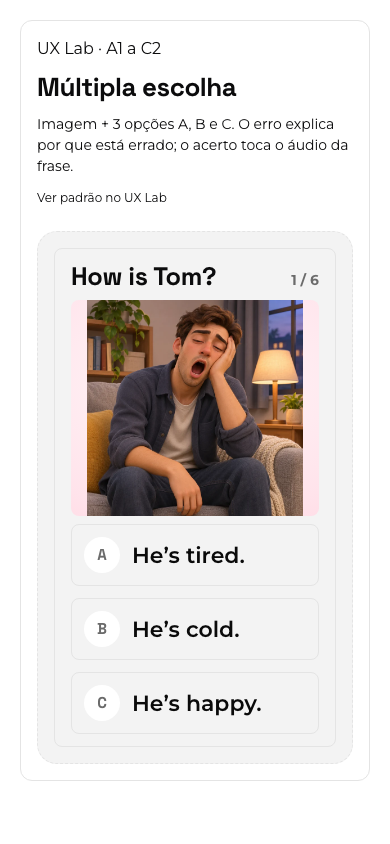 UX Lab · A1 a C2
Múltipla escolha
Imagem + 3 opções A, B e C. O erro explica
por que está errado; o acerto toca o áudio da
frase.
Ver padrão no UX Lab
How is Tom?
1 / 6
A
He’s tired.
B
He’s cold.
C
He’s happy.